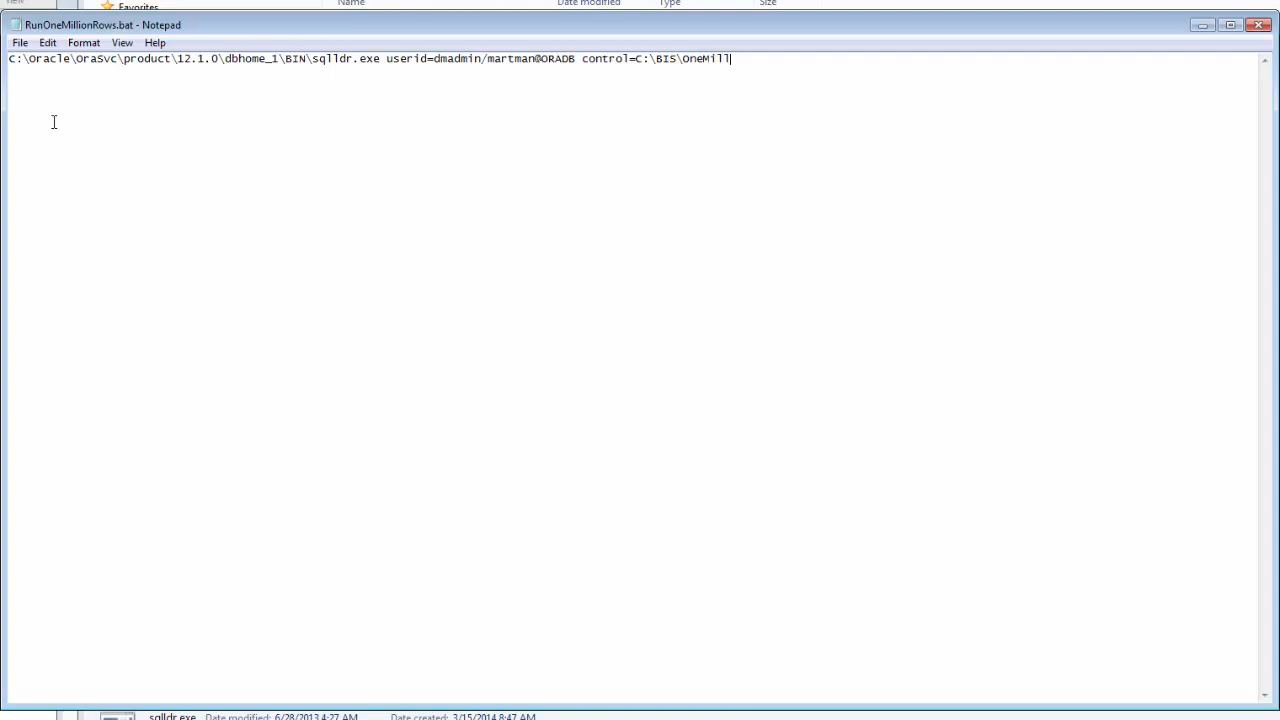 View
Favorites
Name Date modified Type Size
RunOneMillionRows.bat - Notepad
File Edit Format View Help
C:\Oracle\OraSvc\product\12.1.0\dbhome_1\BIN\sqlldr.exe userid=dmadmin/martman@ORADB control=C:\BIS\OneMill
sqlldr.exe Date modified: 6/28/2013 4:27 AM Date created: 3/15/2014 8:47 AM